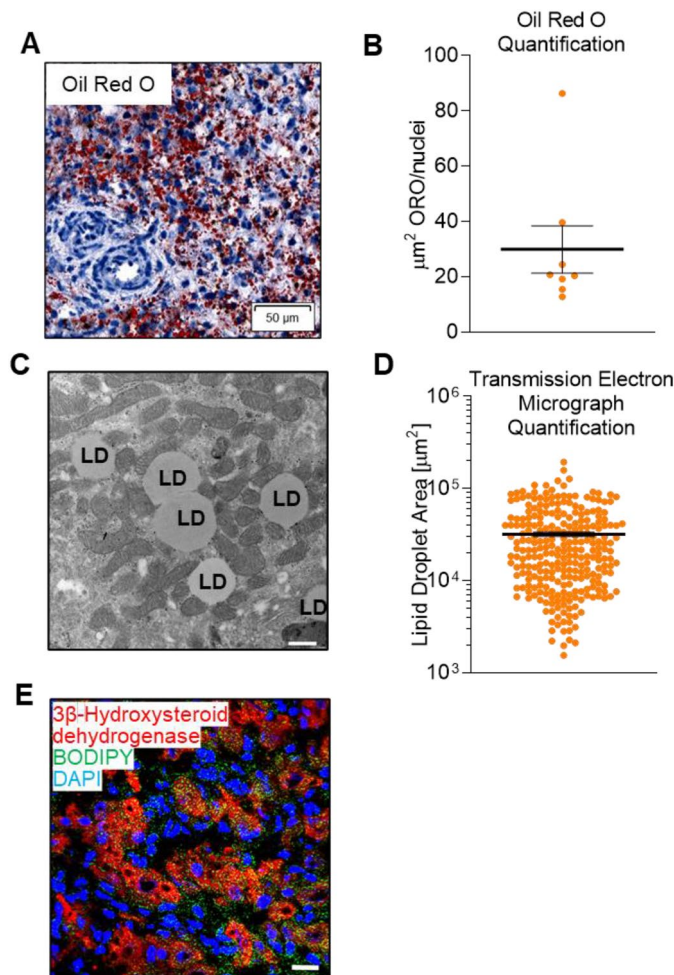 A
Oil Red O
50 µm
B
Oil Red O
Quantification
µm² ORO/nuclei
100
80
60
40
20
0
C
LD
LD
LD
LD
LD
LD
D
Transmission Electron
Micrograph
Quantification
Lipid Droplet Area [µm²]
10⁶
10⁵
10⁴
10³
E
3β-Hydroxysteroid
dehydrogenase
BODIPY
DAPI